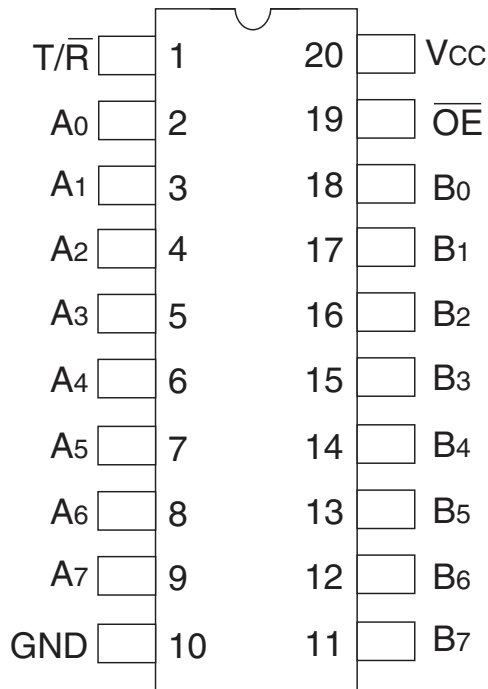 T/R̅ 1 20 VCC
A0 2 19 O̅E̅
A1 3 18 B0
A2 4 17 B1
A3 5 16 B2
A4 6 15 B3
A5 7 14 B4
A6 8 13 B5
A7 9 12 B6
GND 10 11 B7